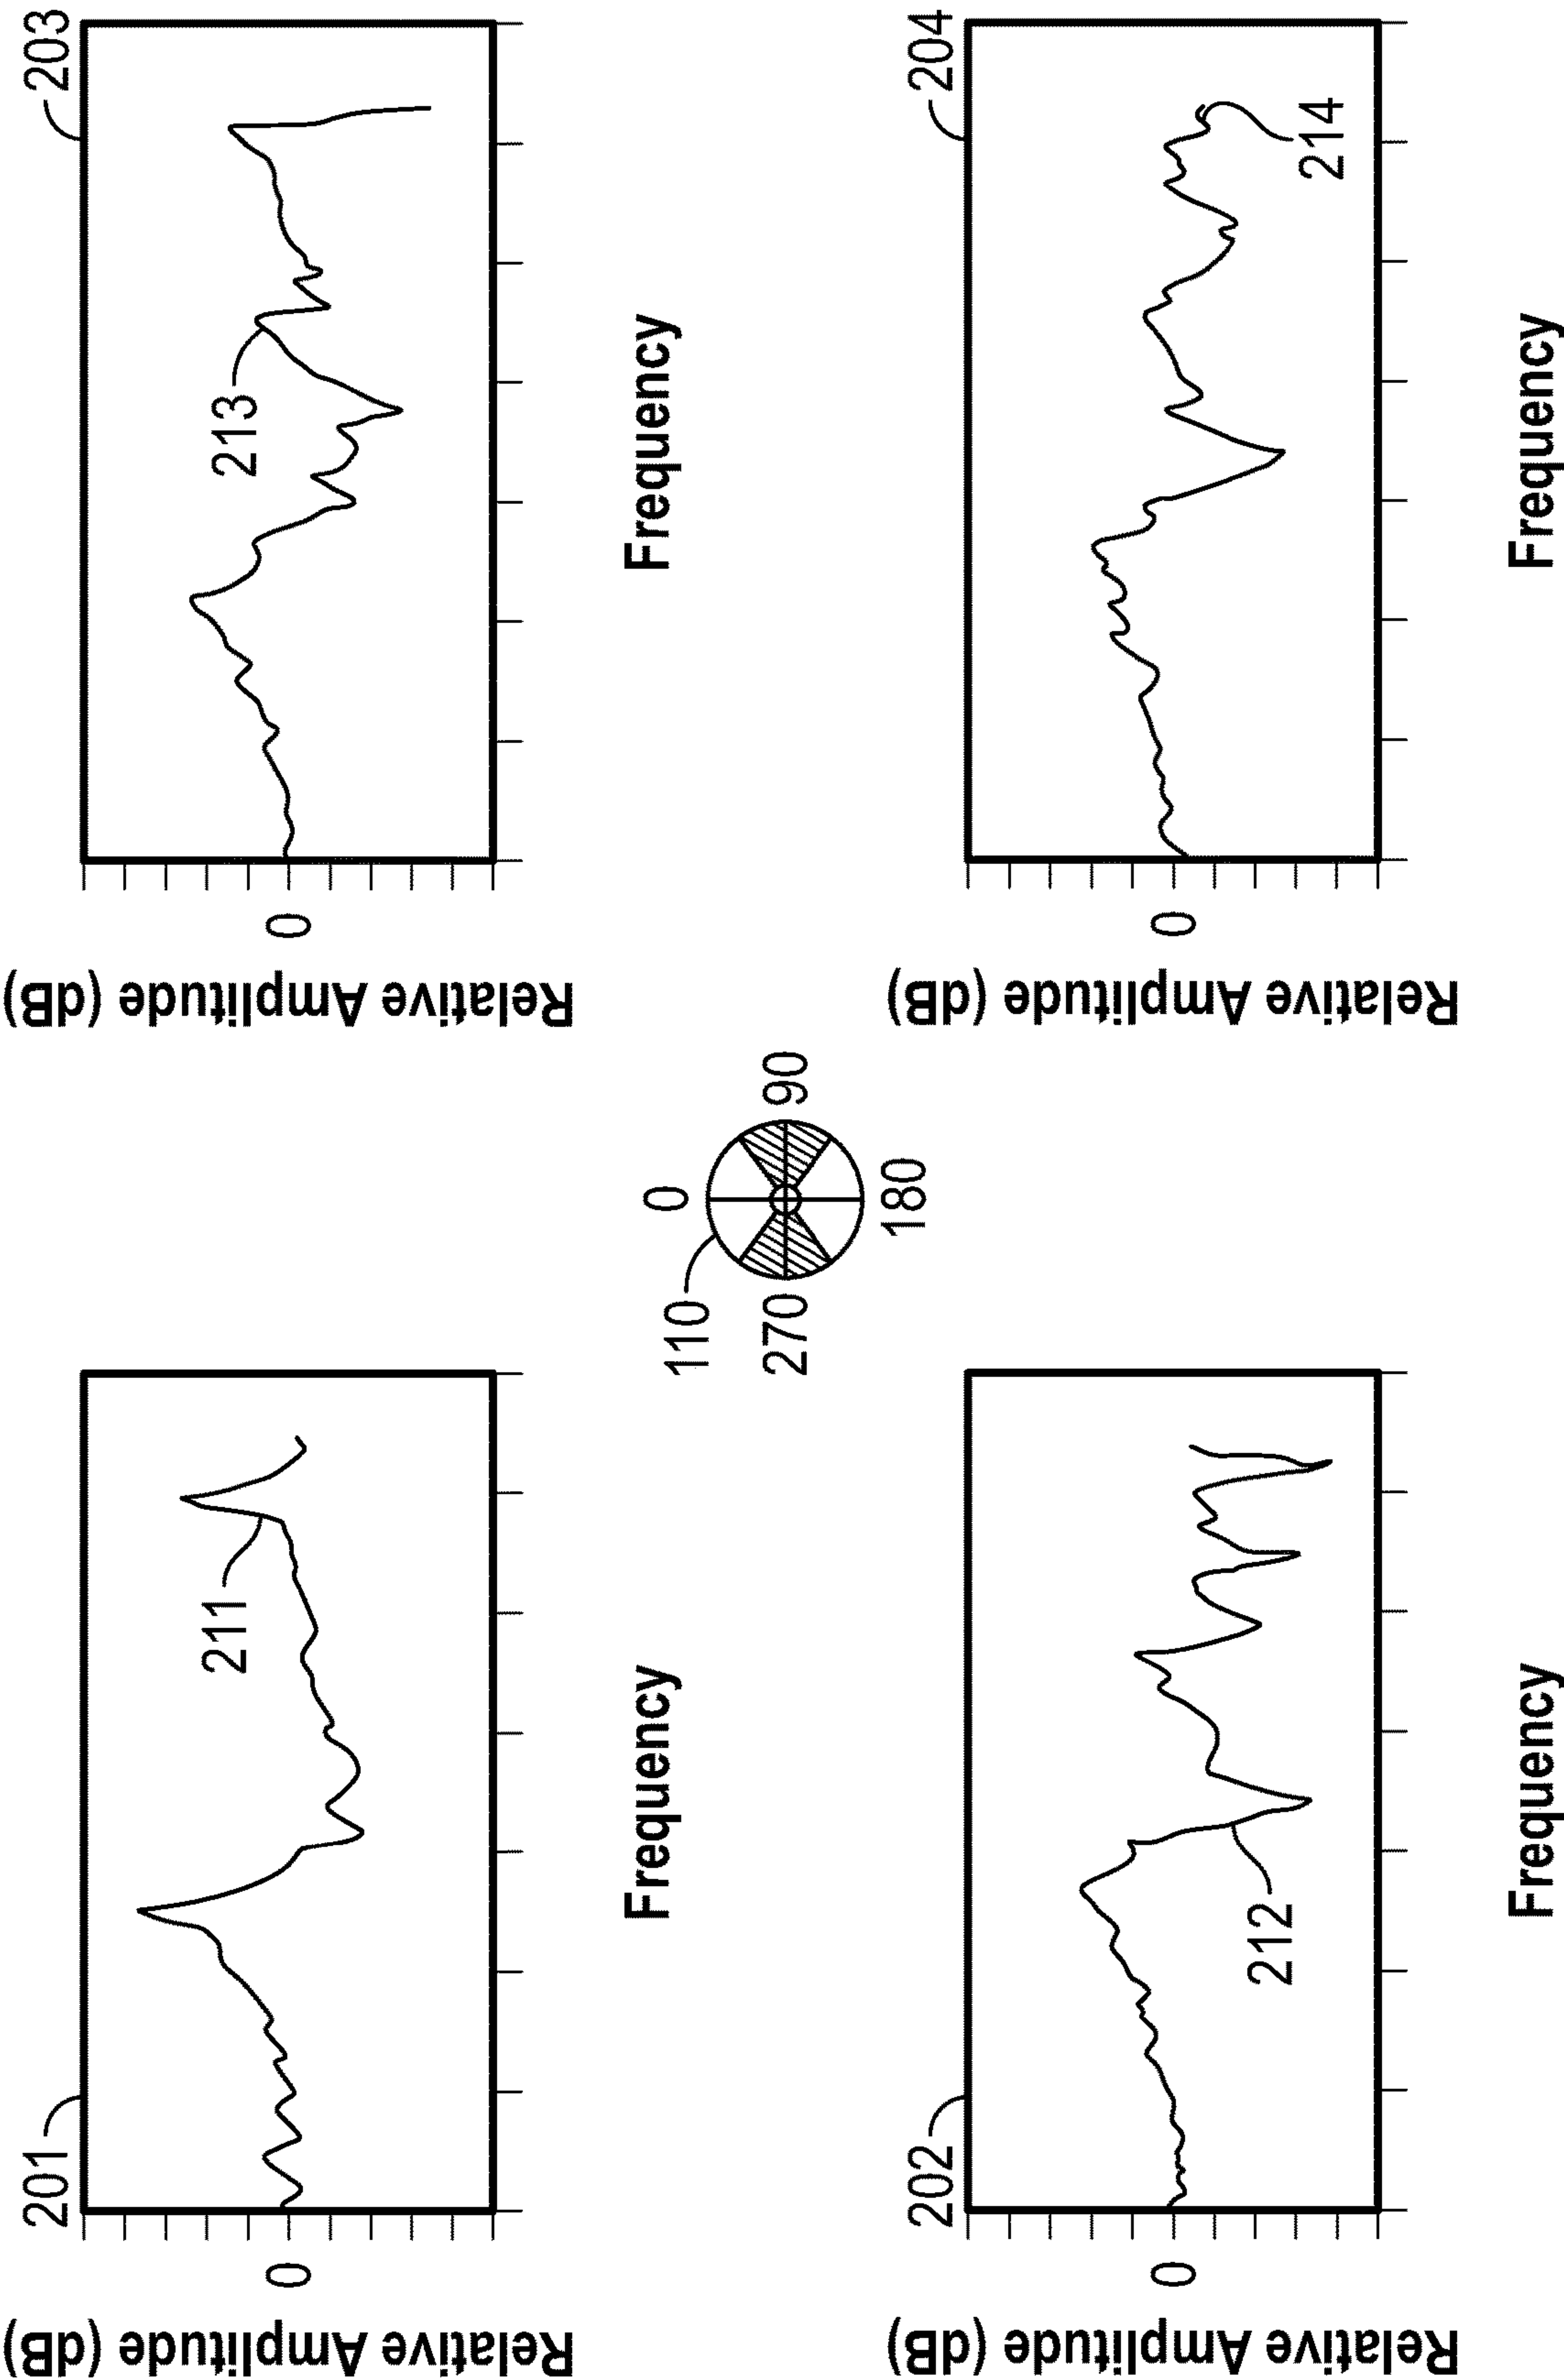 201
Relative Amplitude (dB)
0
211
Frequency
203
Relative Amplitude (dB)
0
213
Frequency
110
0
270
90
180
202
Relative Amplitude (dB)
0
212
Frequency
204
Relative Amplitude (dB)
0
214
Frequency